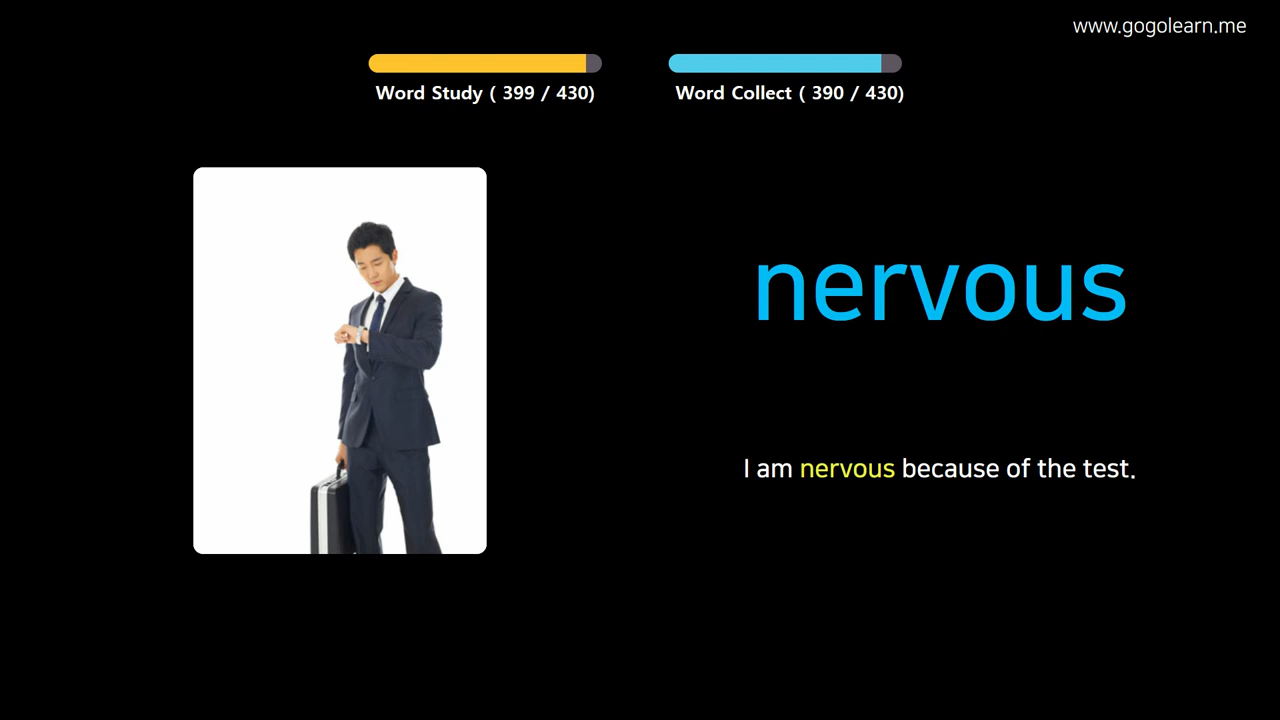 www.gogolearn.me
Word Study ( 399 / 430)
Word Collect ( 390 / 430)
nervous
I am nervous because of the test.